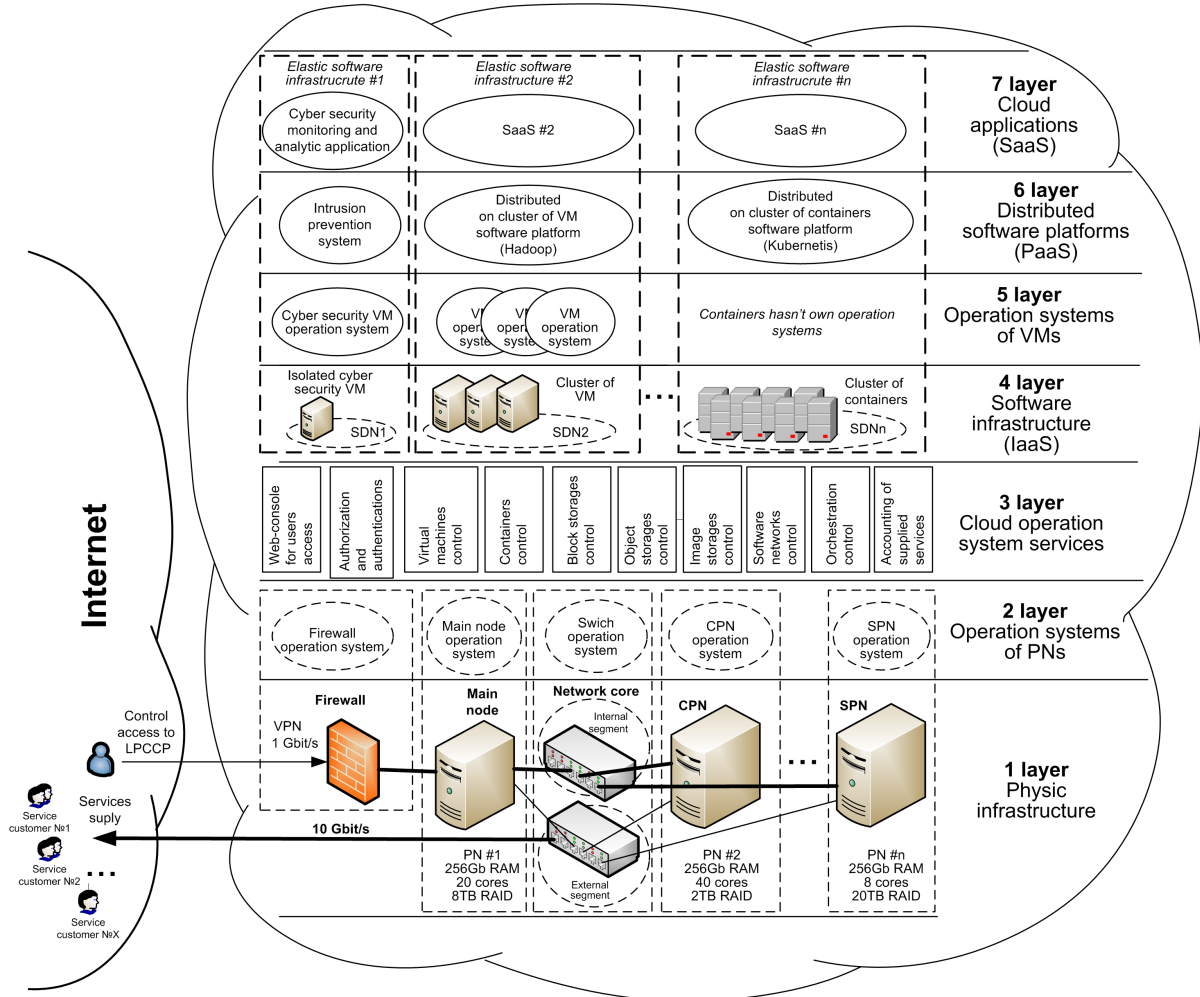 Elastic software
infrastrucrute #1
Elastic software
infrastructure #2
Elastic software
infrastrucrute #n
7 layer
Cloud
applications
(SaaS)
Cyber security
monitoring and
analytic application
SaaS #2
SaaS #n
6 layer
Distributed
software platforms
(PaaS)
Intrusion
prevention
system
Distributed
on cluster of VM
software platform
(Hadoop)
Distributed
on cluster of containers
software platform
(Kubernetis)
5 layer
Operation systems
of VMs
Cyber security VM
operation system
VM
operation
system
VM
operation
system
VM operation
system
Containers hasn't own operation
systems
4 layer
Software
infrastructure
(IaaS)
Isolated cyber
security VM
SDN1
Cluster of
VM
SDN2
...
Cluster of
containers
SDNn
3 layer
Cloud operation
system services
Web-console
for users
access
Authorization
and
authentications
Virtual
machines
control
Containers
control
Block storages
control
Object
storages
control
Image
storages
control
Software
networks
control
Orchestration
control
Accounting of
supplied
services
Internet
2 layer
Operation systems
of PNs
Firewall
operation system
Main node
operation
system
Swich
operation
system
CPN
operation
system
SPN
operation
system
1 layer
Physic
infrastructure
Firewall
Main
node
Network core
CPN
SPN
Internal
segment
VPN
1 Gbit/s
Control
access to
LPCCP
...
Services
suply
10 Gbit/s
Service
customer №1
Service
customer №2
...
Service
customer №X
External
segment
PN #1
256Gb RAM
20 cores
8TB RAID
PN #2
256Gb RAM
40 cores
2TB RAID
PN #n
256Gb RAM
8 cores
20TB RAID